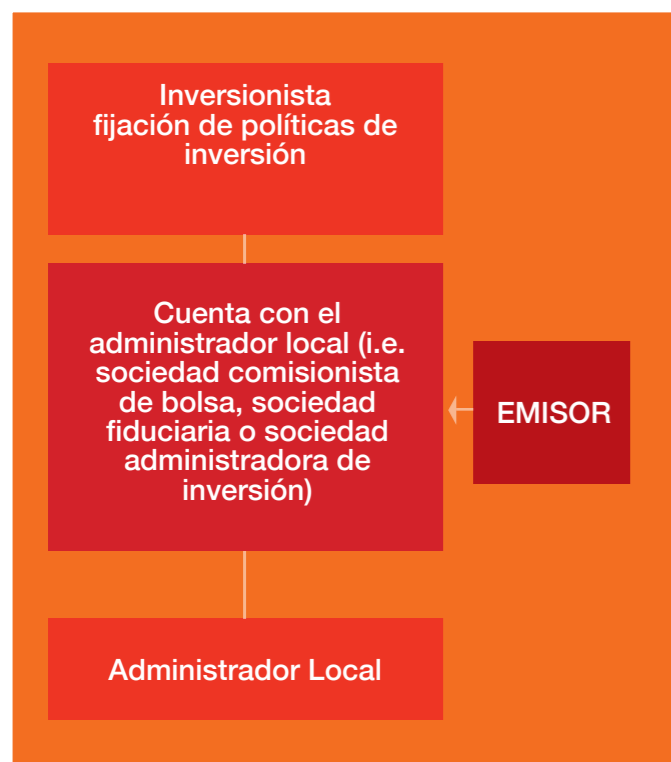 Inversionista
fijación de políticas de
inversión
Cuenta con el
administrador local (i.e.
sociedad comisionista
de bolsa, sociedad
fiduciaria o sociedad
administradora de
inversión)
EMISOR
Administrador Local